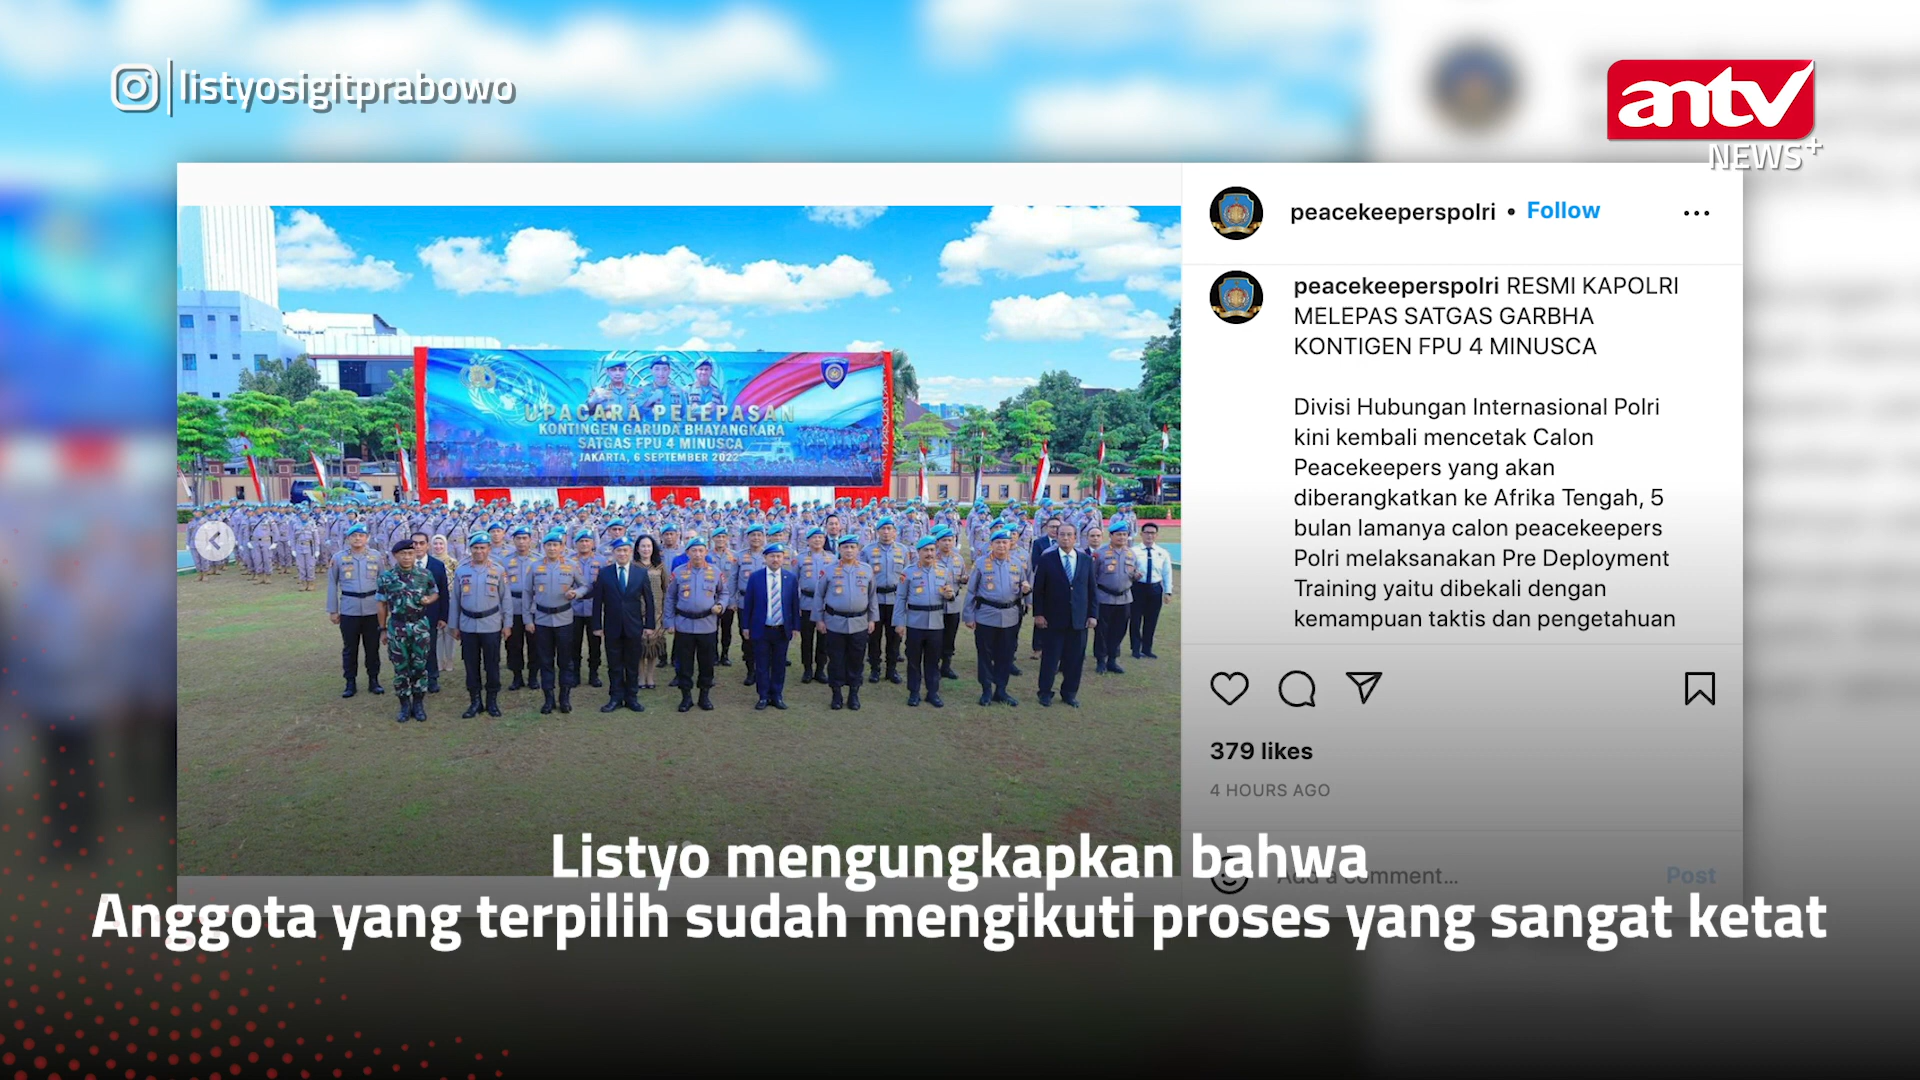 listyosigitprabowo
antv
NEWS+
peacekeeperspolri • Follow
peacekeeperspolri RESMI KAPOLRI
MELEPAS SATGAS GARBHA
KONTIGEN FPU 4 MINUSCA
Divisi Hubungan Internasional Polri
kini kembali mencetak Calon
Peacekeepers yang akan
diberangkatkan ke Afrika Tengah, 5
bulan lamanya calon peacekeepers
Polri melaksanakan Pre Deployment
Training yaitu dibekali dengan
kemampuan taktis dan pengetahuan
UPACARA PELEPASAN
KONTINGEN GARUDA BHAYANGKARA
SATGAS FPU 4 MINUSCA
JAKARTA, 6 SEPTEMBER 2022
379 likes
4 HOURS AGO
Add a comment...
Post
Listyo mengungkapkan bahwa
Anggota yang terpilih sudah mengikuti proses yang sangat ketat